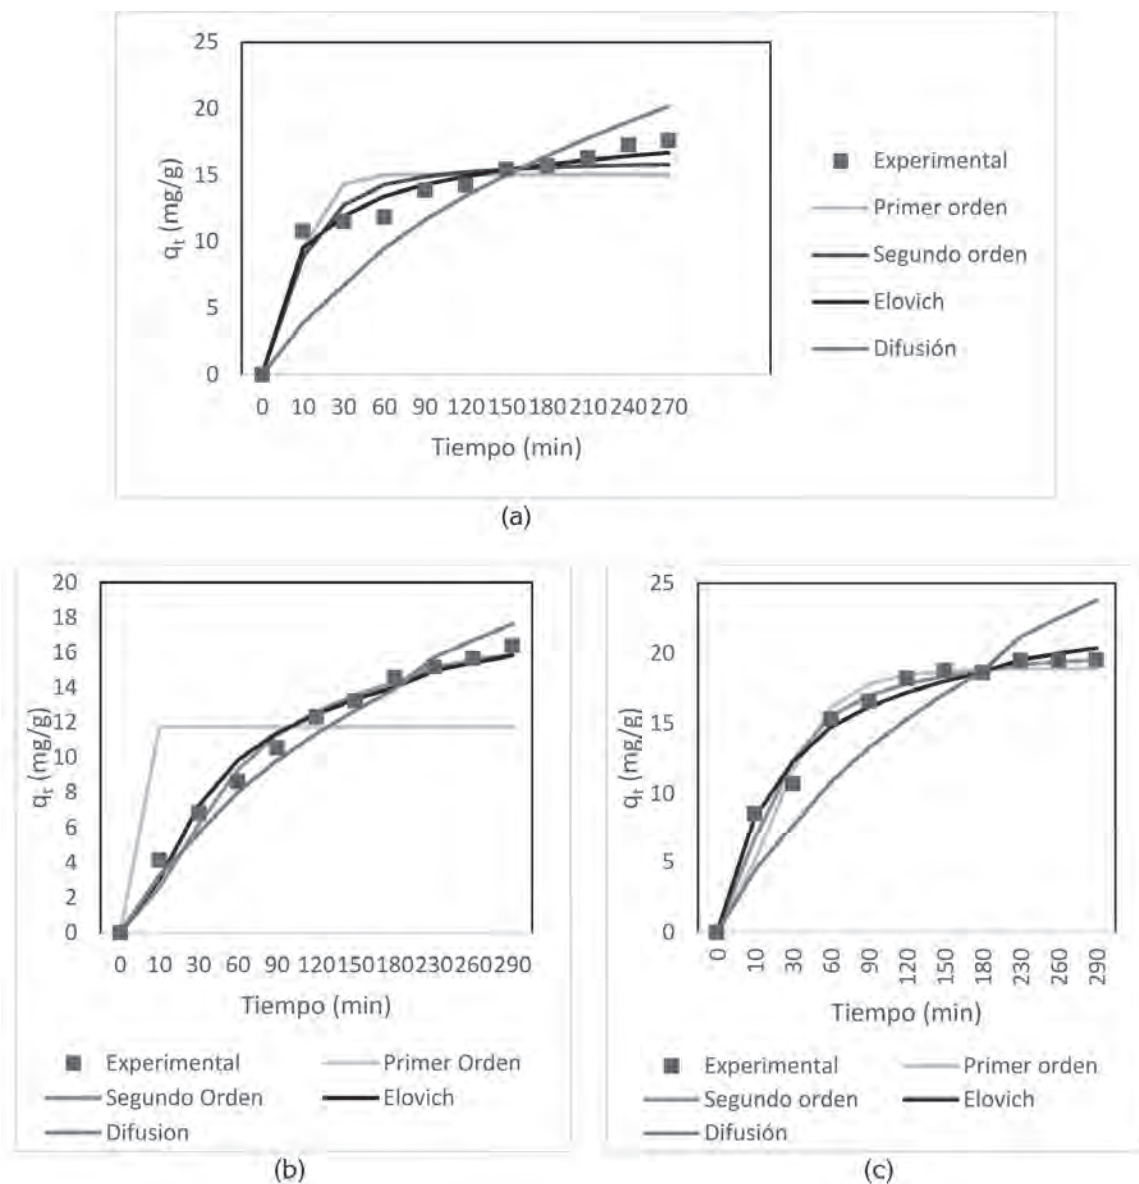 25
20
15
10
5
0
q_t (mg/g)
0 10 30 60 90 120 150 180 210 240 270
Tiempo (min)
Experimental
Primer orden
Segundo orden
Elovich
Difusión
(a)
20
18
16
14
12
10
8
6
4
2
0
q_t (mg/g)
0 10 30 60 90 120 150 180 230 260 290
Tiempo (min)
Experimental Primer Orden
Segundo Orden Elovich
Difusion
(b)
25
20
15
10
5
0
q_t (mg/g)
0 10 30 60 90 120 150 180 230 260 290
Tiempo (min)
Experimental Primer orden
Segundo orden Elovich
Difusión
(c)